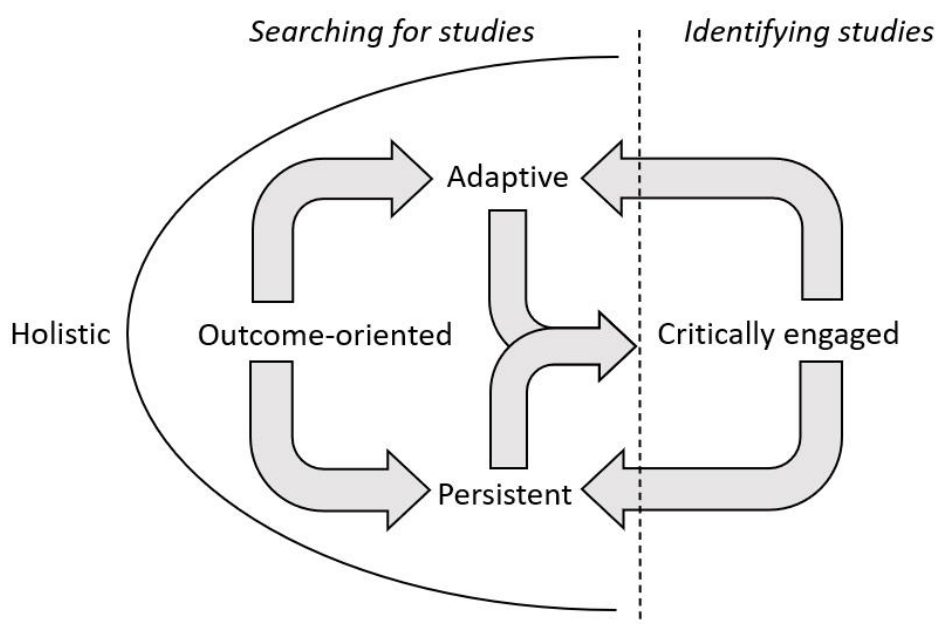 Searching for studies
Identifying studies
Adaptive
Holistic
Outcome-oriented
Critically engaged
Persistent